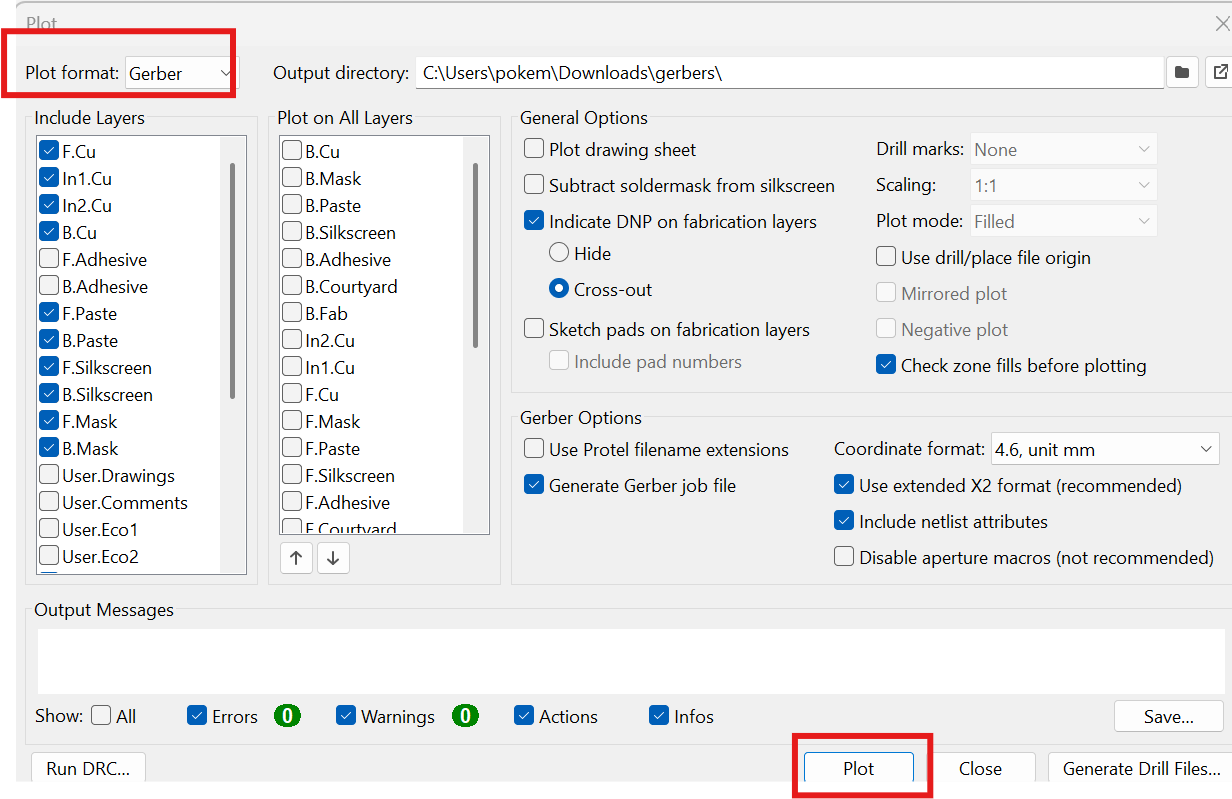 Plot
Plot format: Gerber
Output directory: C:\Users\pokem\Downloads\gerbers\
Include Layers
F.Cu
In1.Cu
In2.Cu
B.Cu
F.Adhesive
B.Adhesive
F.Paste
B.Paste
F.Silkscreen
B.Silkscreen
F.Mask
B.Mask
User.Drawings
User.Comments
User.Eco1
User.Eco2
Plot on All Layers
B.Cu
B.Mask
B.Paste
B.Silkscreen
B.Adhesive
B.Courtyard
B.Fab
In2.Cu
In1.Cu
F.Cu
F.Mask
F.Paste
F.Silkscreen
F.Adhesive
F.Courtyard
General Options
Plot drawing sheet
Subtract soldermask from silkscreen
Indicate DNP on fabrication layers
Hide
Cross-out
Sketch pads on fabrication layers
Include pad numbers
Drill marks: None
Scaling: 1:1
Plot mode: Filled
Use drill/place file origin
Mirrored plot
Negative plot
Check zone fills before plotting
Gerber Options
Use Protel filename extensions
Generate Gerber job file
Coordinate format: 4.6, unit mm
Use extended X2 format (recommended)
Include netlist attributes
Disable aperture macros (not recommended)
Output Messages
Show: All Errors 0 Warnings 0 Actions Infos Save...
Run DRC... Plot Close Generate Drill Files...